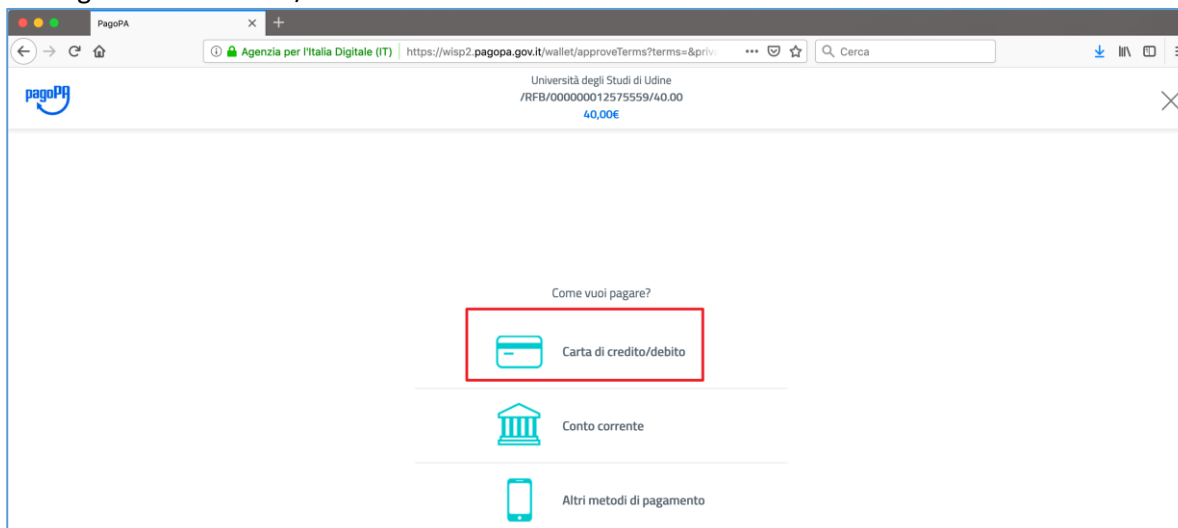 PagoPA
Agenzia per l'Italia Digitale (IT) https://wisp2.pagopa.gov.it/wallet/approveTerms?terms=&priv
Cerca
pagoPA
Università degli Studi di Udine
/RFB/000000012575559/40.00
40,00€
Come vuoi pagare?
Carta di credito/debito
Conto corrente
Altri metodi di pagamento